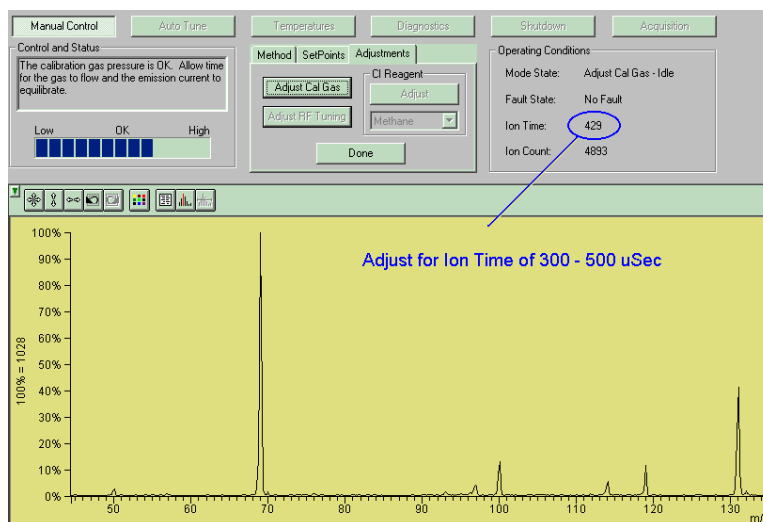 Manual Control
Auto Tune
Temperatures
Diagnostics
Shutdown
Acquisition
Control and Status
The calibration gas pressure is OK. Allow time
for the gas to flow and the emission current to
equilibrate.
Low OK High
Method SetPoints Adjustments
Adjust Cal Gas
Adjust RF Tuning
CI Reagent
Adjust
Methane
Done
Operating Conditions
Mode State: Adjust Cal Gas - Idle
Fault State: No Fault
Ion Time: 429
Ion Count: 4893
Adjust for Ion Time of 300 - 500 uSec
100% = 1028
100%
90%
80%
70%
60%
50%
40%
30%
20%
10%
0%
50 60 70 80 90 100 110 120 130